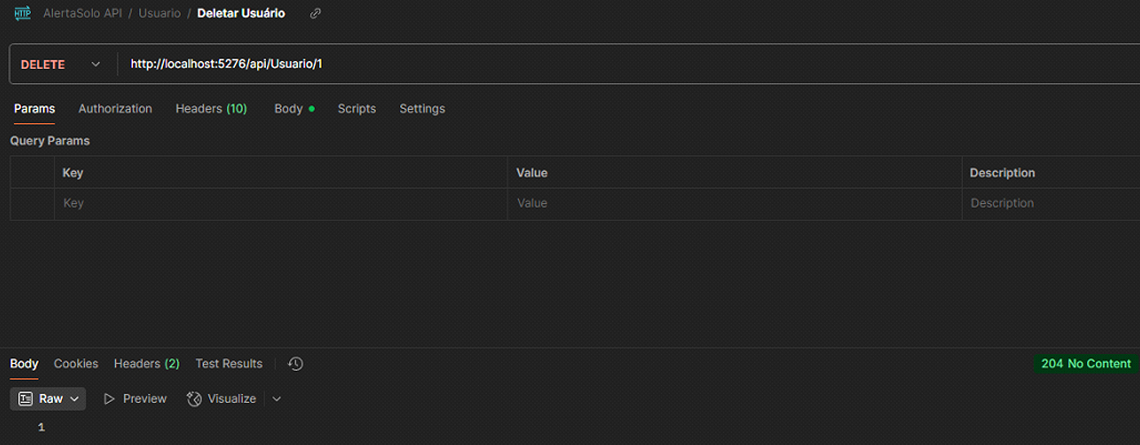 HTTP AlertaSolo API / Usuario / Deletar Usuário
DELETE http://localhost:5276/api/Usuario/1
Params Authorization Headers (10) Body Scripts Settings
Query Params
Key Value Description
Key Value Description
Body Cookies Headers (2) Test Results 204 No Content
Raw Preview Visualize
1